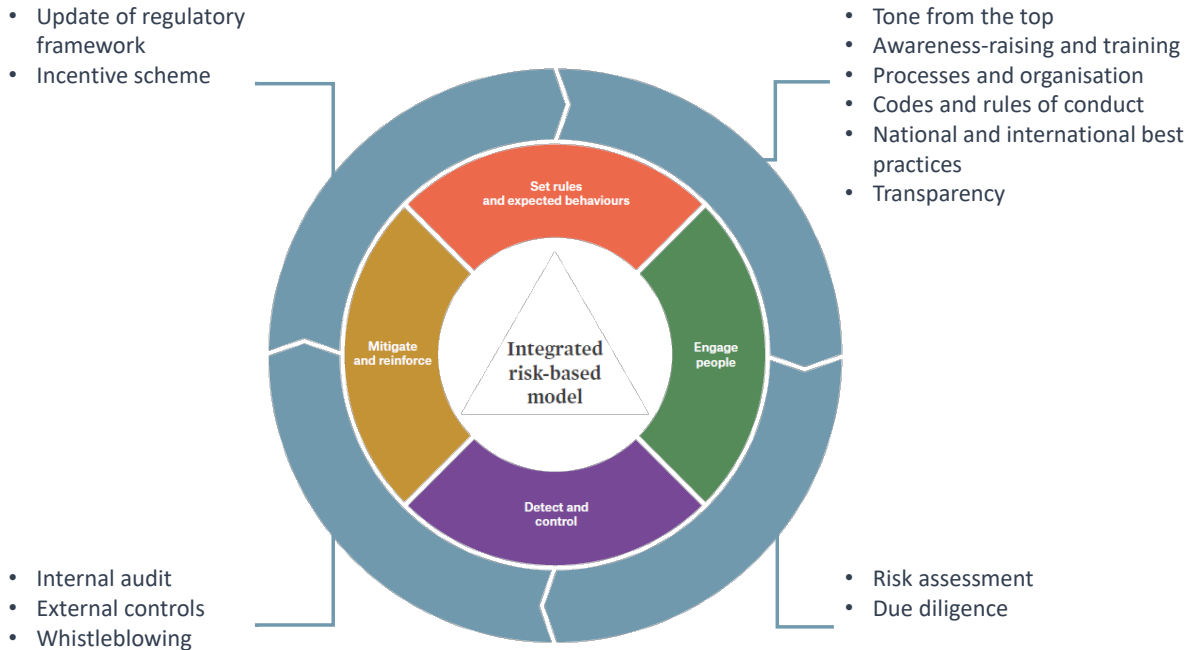 • Update of regulatory
framework
• Incentive scheme
• Tone from the top
• Awareness-raising and training
• Processes and organisation
• Codes and rules of conduct
• National and international best
practices
• Transparency
Set rules
and expected behaviours
Mitigate
and reinforce
Integrated
risk-based
model
Engage
people
Detect and
control
• Internal audit
• External controls
• Whistleblowing
• Risk assessment
• Due diligence